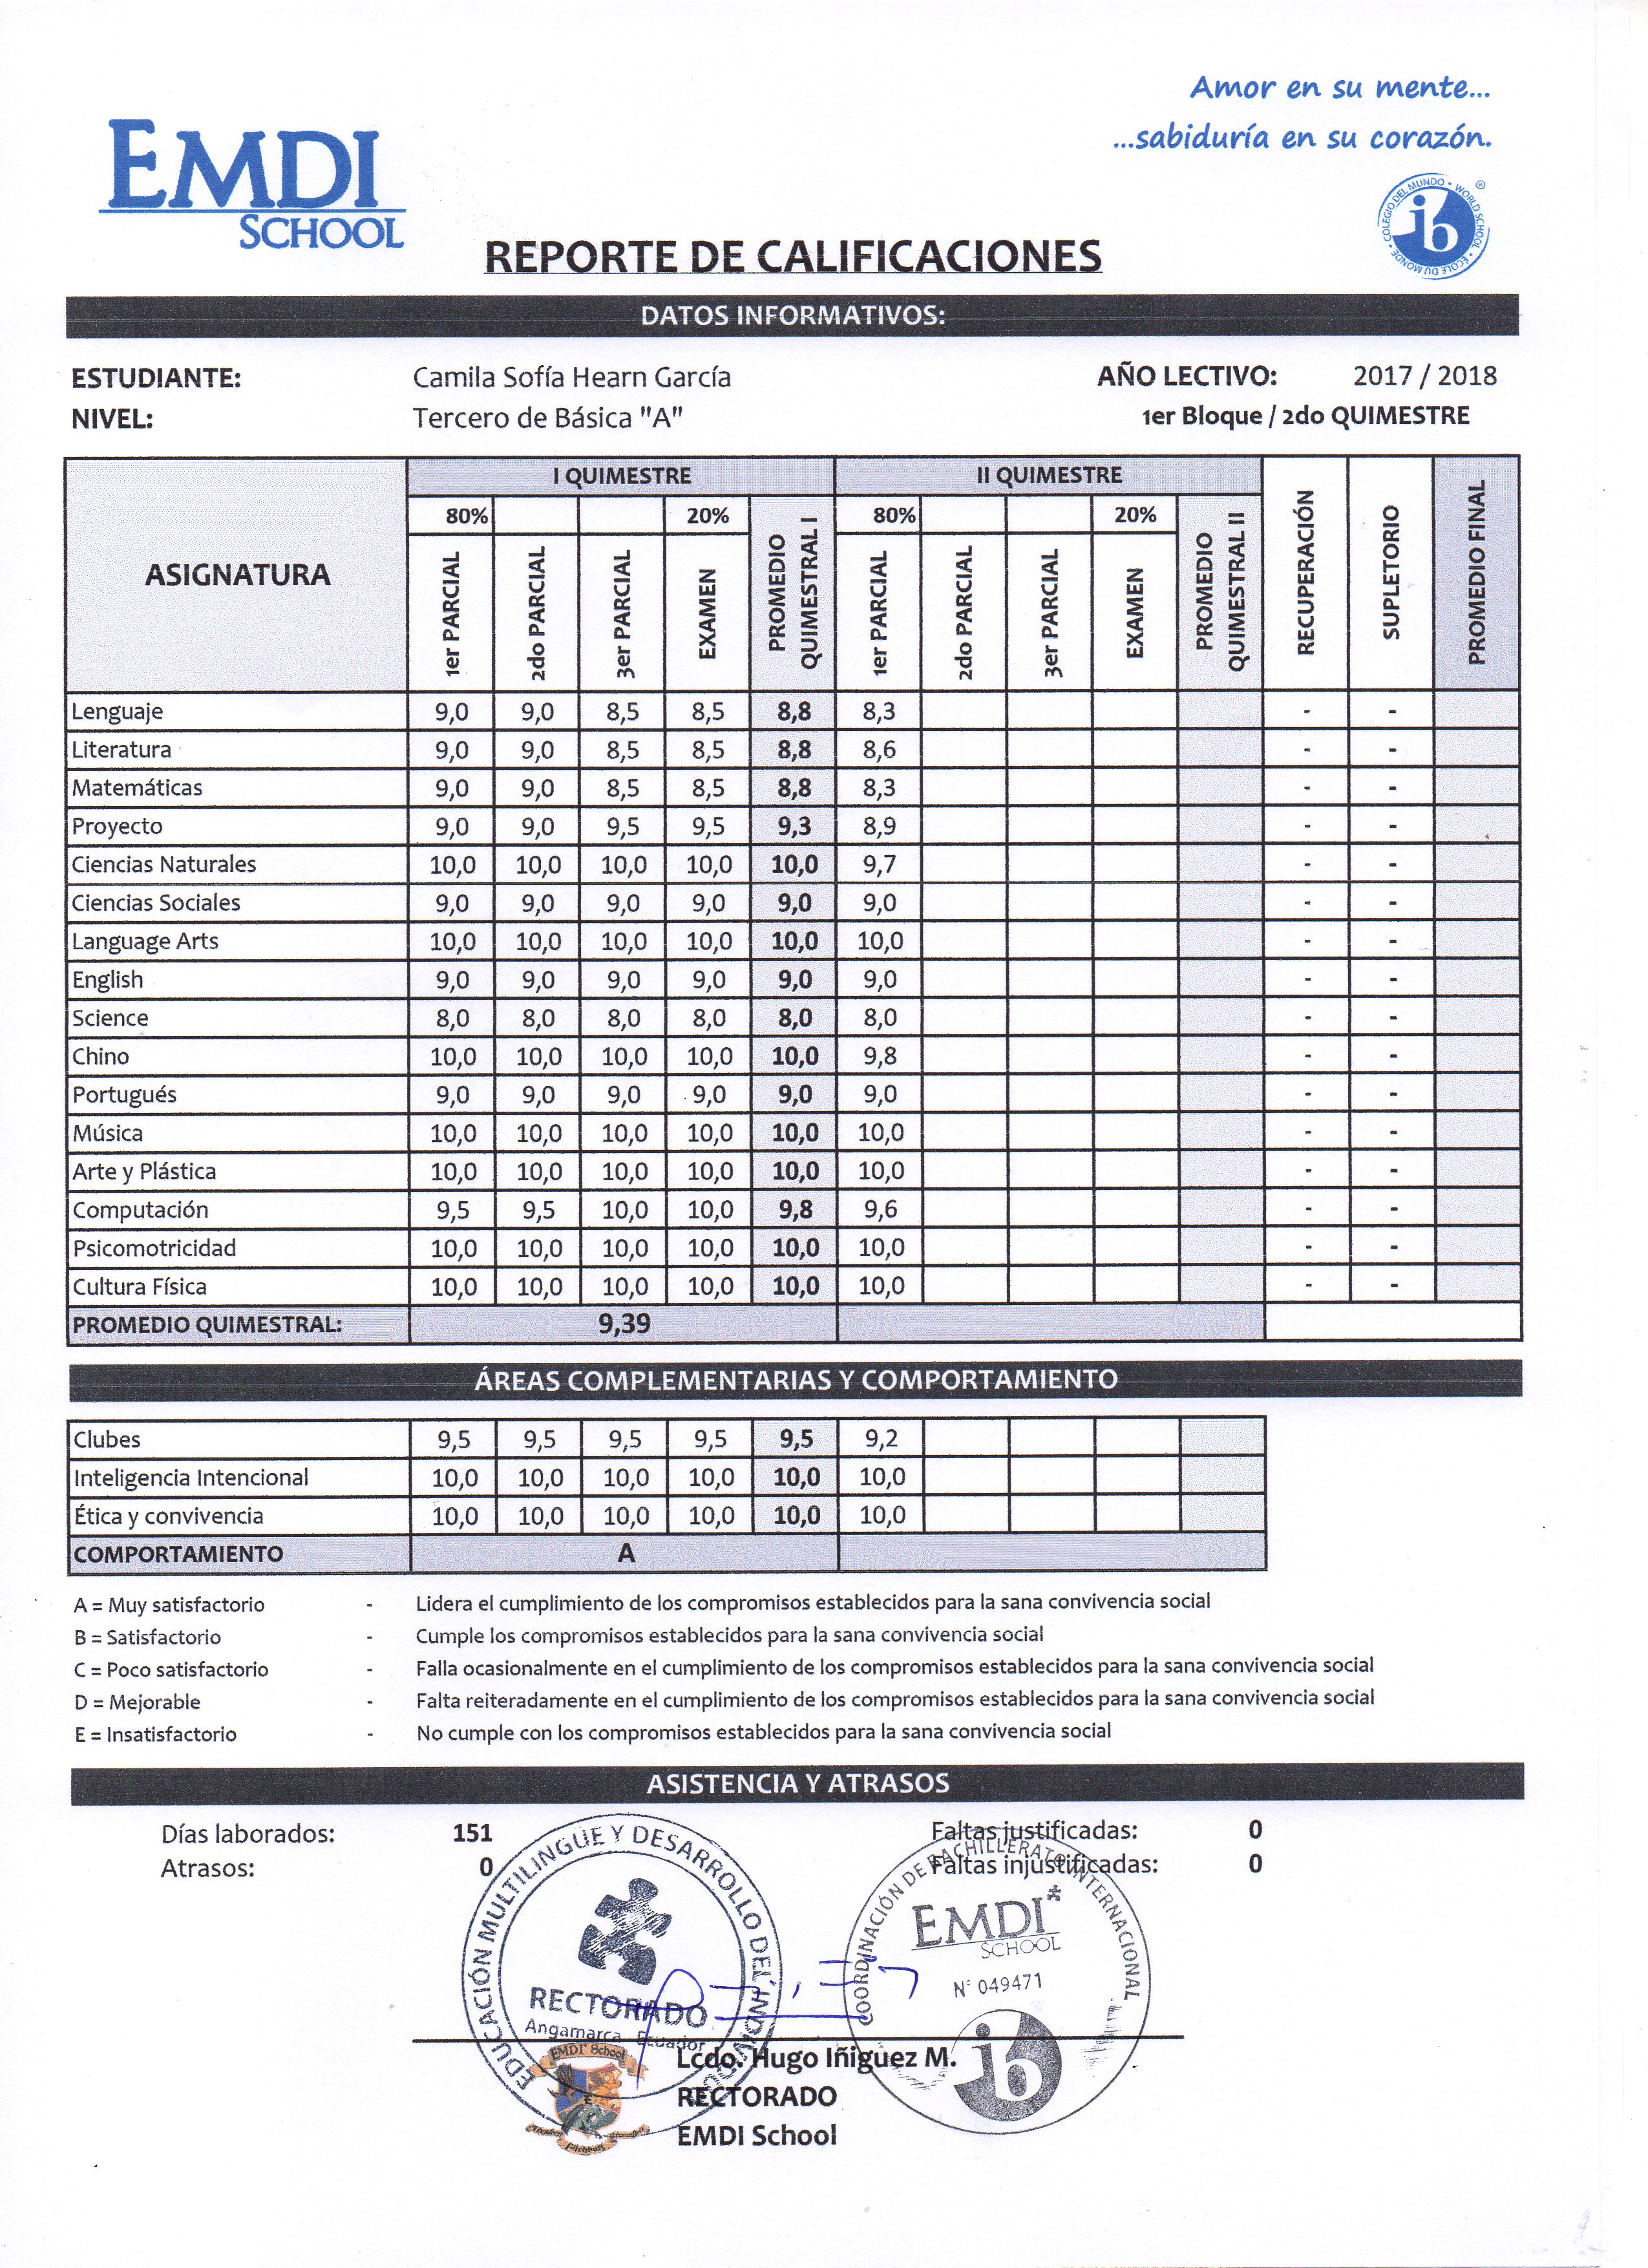 Amor en su mente...
...sabiduría en su corazón.
EMDI
SCHOOL
COLEGIO DEL MUNDO • WORLD SCHOOL • ÉCOLE DU MONDE •
ib
®
REPORTE DE CALIFICACIONES
DATOS INFORMATIVOS:
ESTUDIANTE: Camila Sofía Hearn García AÑO LECTIVO: 2017 / 2018
NIVEL: Tercero de Básica "A" 1er Bloque / 2do QUIMESTRE
ASIGNATURA I QUIMESTRE II QUIMESTRE RECUPERACIÓN SUPLETORIO PROMEDIO FINAL
80% 20% PROMEDIO QUIMESTRAL I 80% 20% PROMEDIO QUIMESTRAL II
1er PARCIAL 2do PARCIAL 3er PARCIAL EXAMEN 1er PARCIAL 2do PARCIAL 3er PARCIAL EXAMEN
Lenguaje 9,0 9,0 8,5 8,5 8,8 8,3 - -
Literatura 9,0 9,0 8,5 8,5 8,8 8,6 - -
Matemáticas 9,0 9,0 8,5 8,5 8,8 8,3 - -
Proyecto 9,0 9,0 9,5 9,5 9,3 8,9 - -
Ciencias Naturales 10,0 10,0 10,0 10,0 10,0 9,7 - -
Ciencias Sociales 9,0 9,0 9,0 9,0 9,0 9,0 - -
Language Arts 10,0 10,0 10,0 10,0 10,0 10,0 - -
English 9,0 9,0 9,0 9,0 9,0 9,0 - -
Science 8,0 8,0 8,0 8,0 8,0 8,0 - -
Chino 10,0 10,0 10,0 10,0 10,0 9,8 - -
Portugués 9,0 9,0 9,0 9,0 9,0 9,0 - -
Música 10,0 10,0 10,0 10,0 10,0 10,0 - -
Arte y Plástica 10,0 10,0 10,0 10,0 10,0 10,0 - -
Computación 9,5 9,5 10,0 10,0 9,8 9,6 - -
Psicomotricidad 10,0 10,0 10,0 10,0 10,0 10,0 - -
Cultura Física 10,0 10,0 10,0 10,0 10,0 10,0 - -
PROMEDIO QUIMESTRAL: 9,39
ÁREAS COMPLEMENTARIAS Y COMPORTAMIENTO
Clubes 9,5 9,5 9,5 9,5 9,5 9,2
Inteligencia Intencional 10,0 10,0 10,0 10,0 10,0 10,0
Ética y convivencia 10,0 10,0 10,0 10,0 10,0 10,0
COMPORTAMIENTO A
A = Muy satisfactorio - Lidera el cumplimiento de los compromisos establecidos para la sana convivencia social
B = Satisfactorio - Cumple los compromisos establecidos para la sana convivencia social
C = Poco satisfactorio - Falla ocasionalmente en el cumplimiento de los compromisos establecidos para la sana convivencia social
D = Mejorable - Falta reiteradamente en el cumplimiento de los compromisos establecidos para la sana convivencia social
E = Insatisfactorio - No cumple con los compromisos establecidos para la sana convivencia social
ASISTENCIA Y ATRASOS
Días laborados: 151 Faltas justificadas: 0
Atrasos: 0 Faltas injustificadas: 0
EDUCACIÓN MULTILINGUE Y DESARROLLO DEL INDIVIDUO
RECTORADO
Angamarca Ecuador
COORDINACIÓN DE BACHILLERATO INTERNACIONAL
EMDI
SCHOOL
N° 049471
ib
EMDI School
Lcdo. Hugo Iñiguez M.
RECTORADO
EMDI School